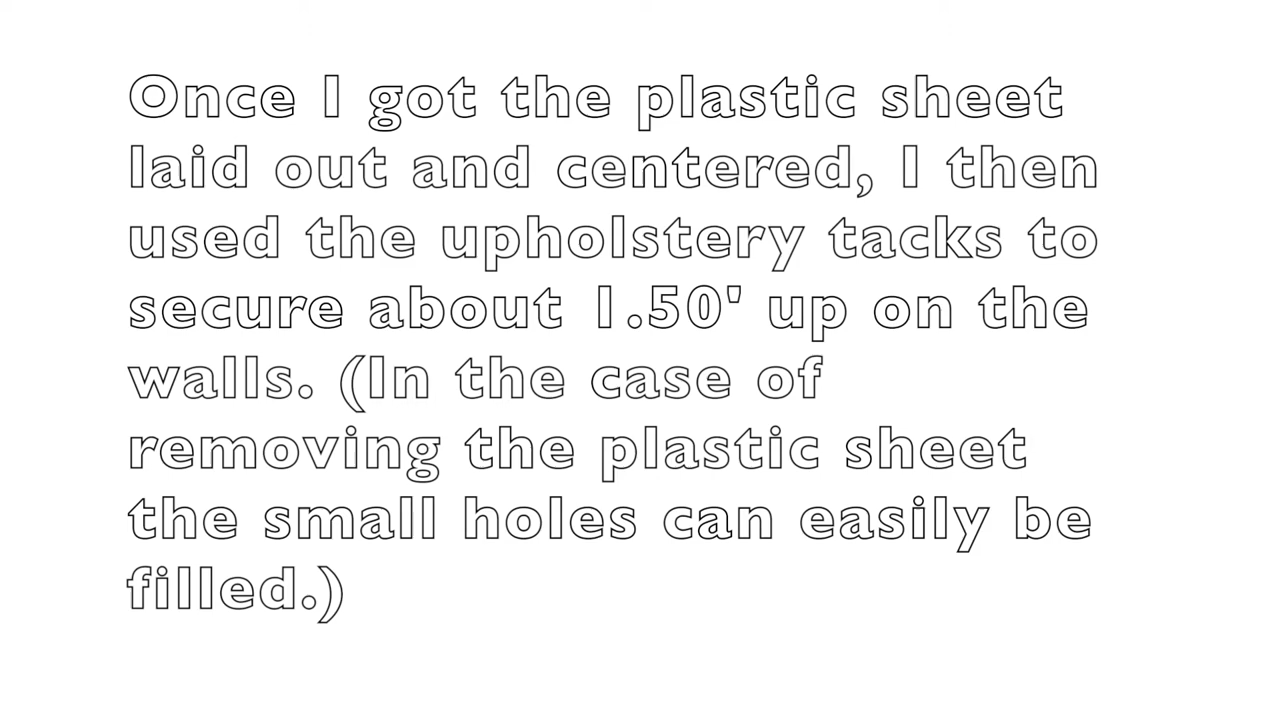 Once I got the plastic sheet
laid out and centered, I then
used the upholstery tacks to
secure about 1.50' up on the
walls. (In the case of
removing the plastic sheet
the small holes can easily be
filled.)